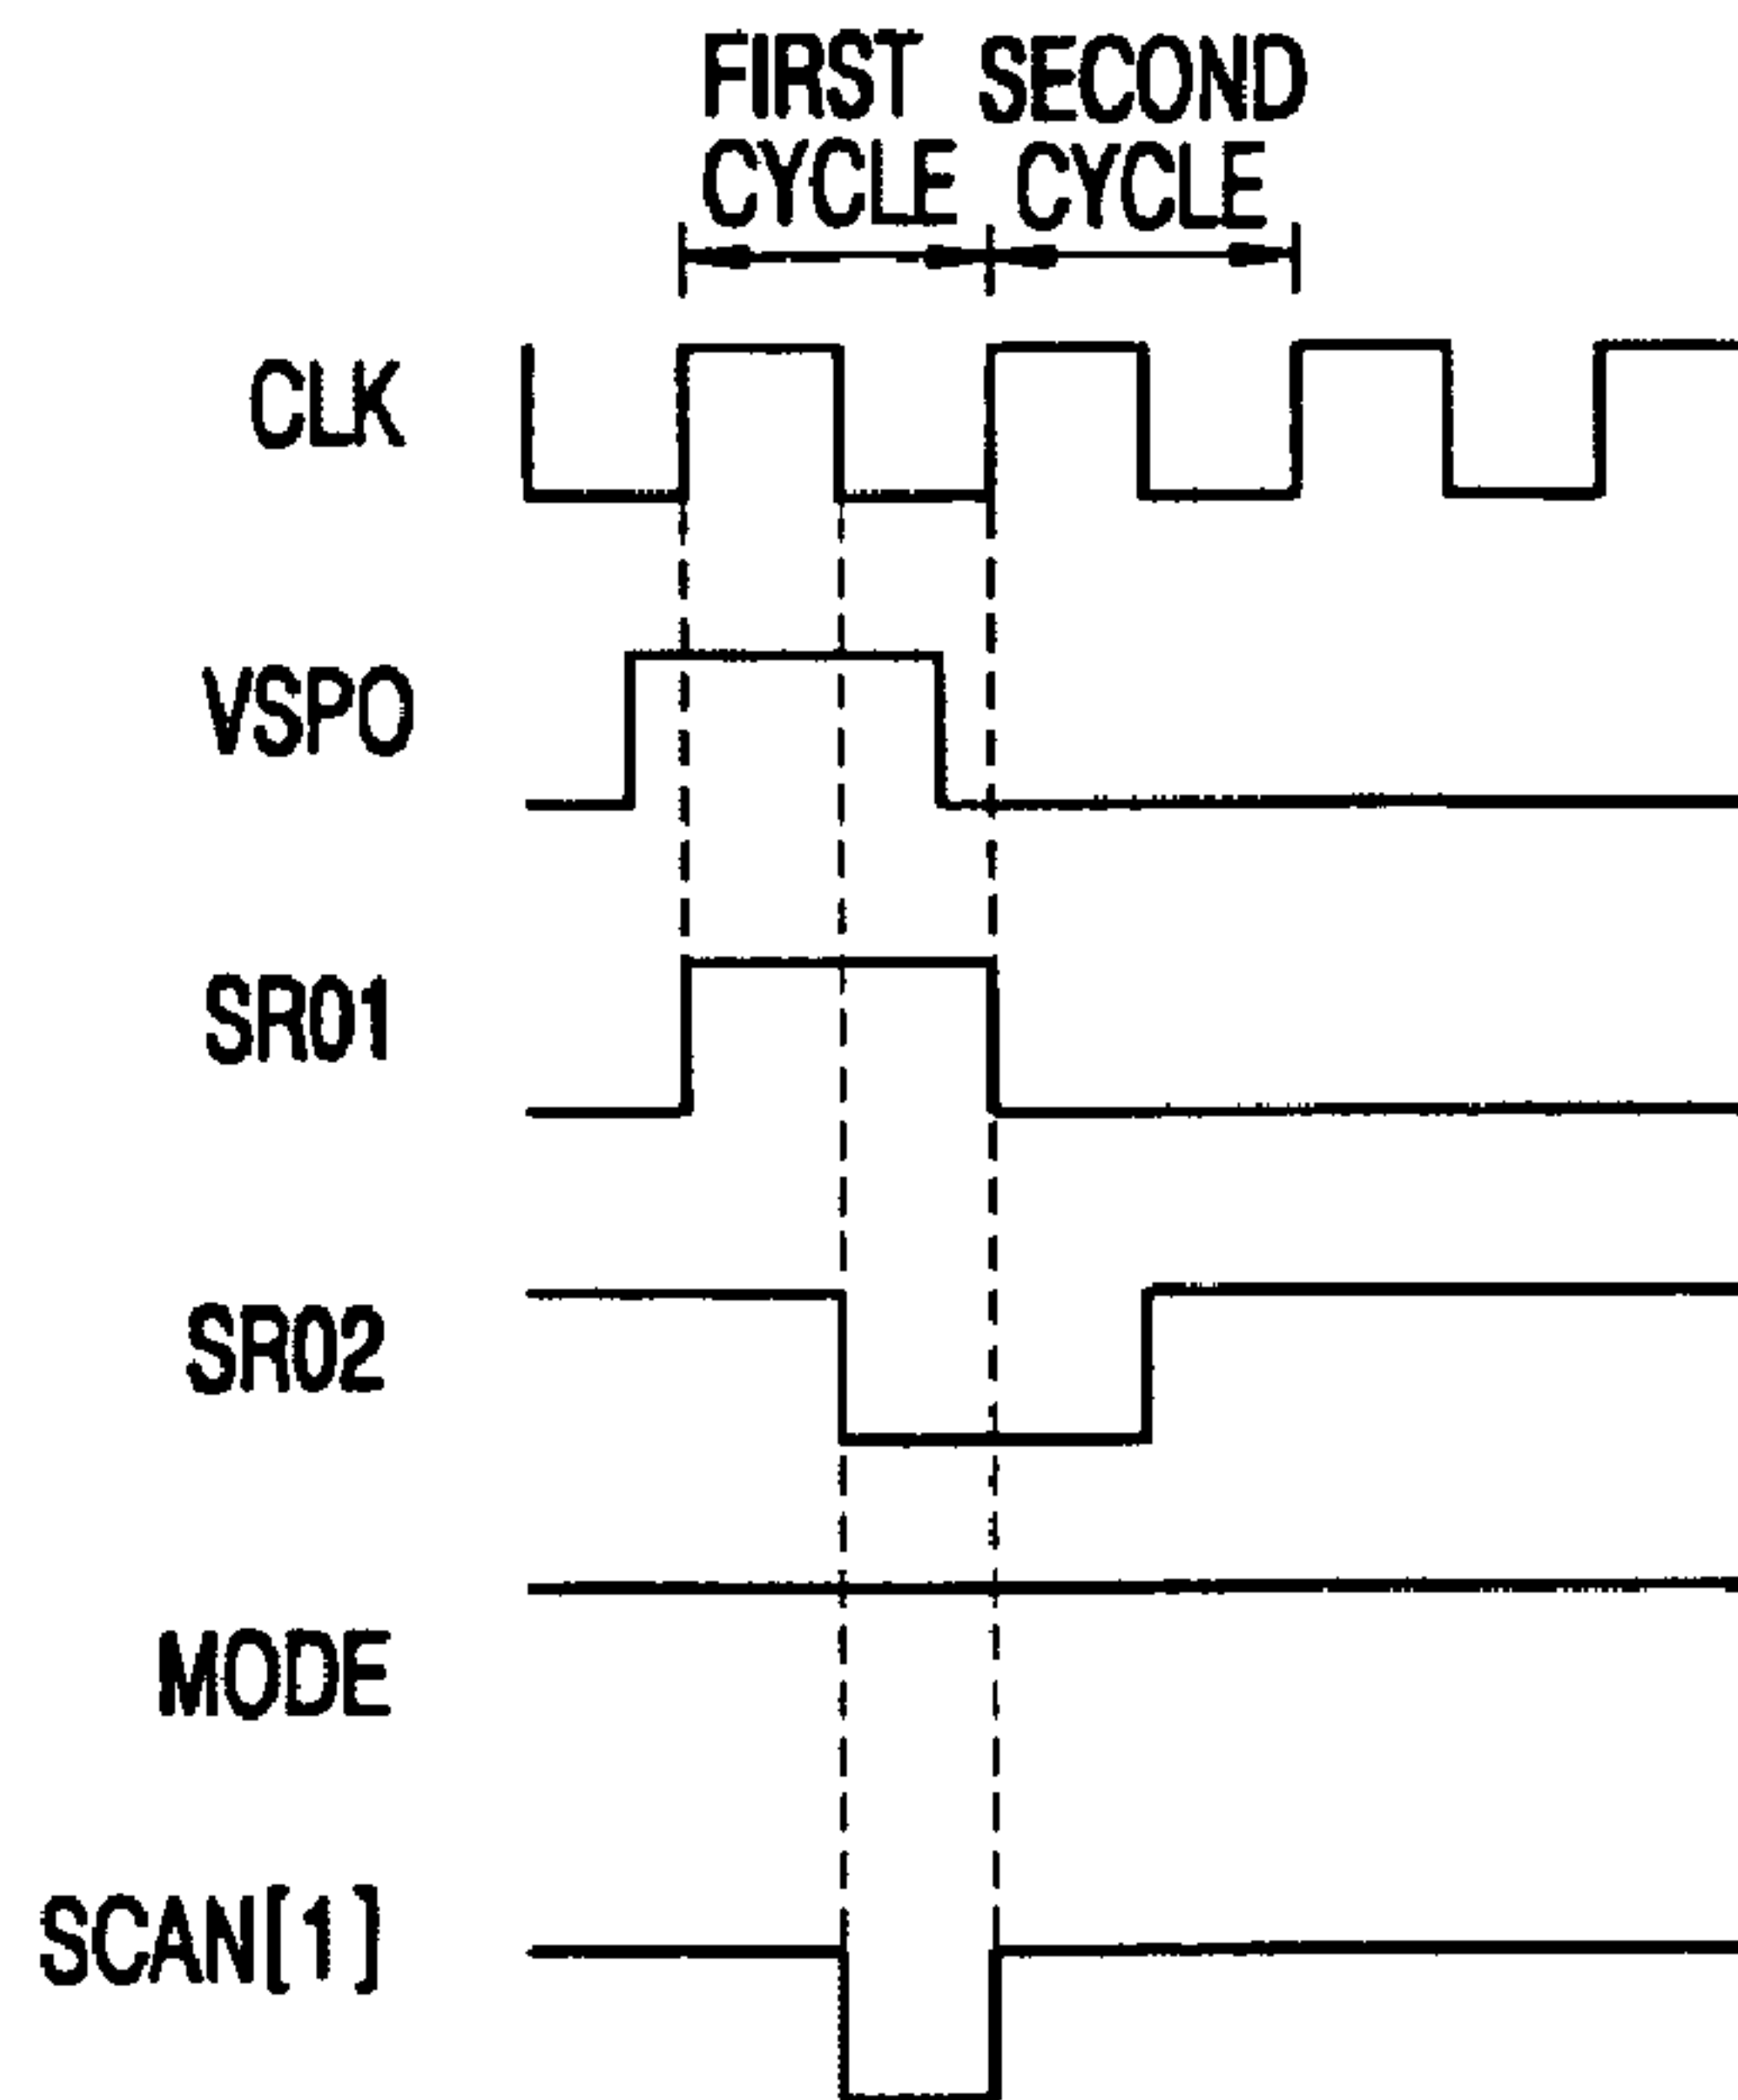 FIRST SECOND
CYCLE CYCLE
CLK
VSPO
SR01
SR02
MODE
SCAN[1]